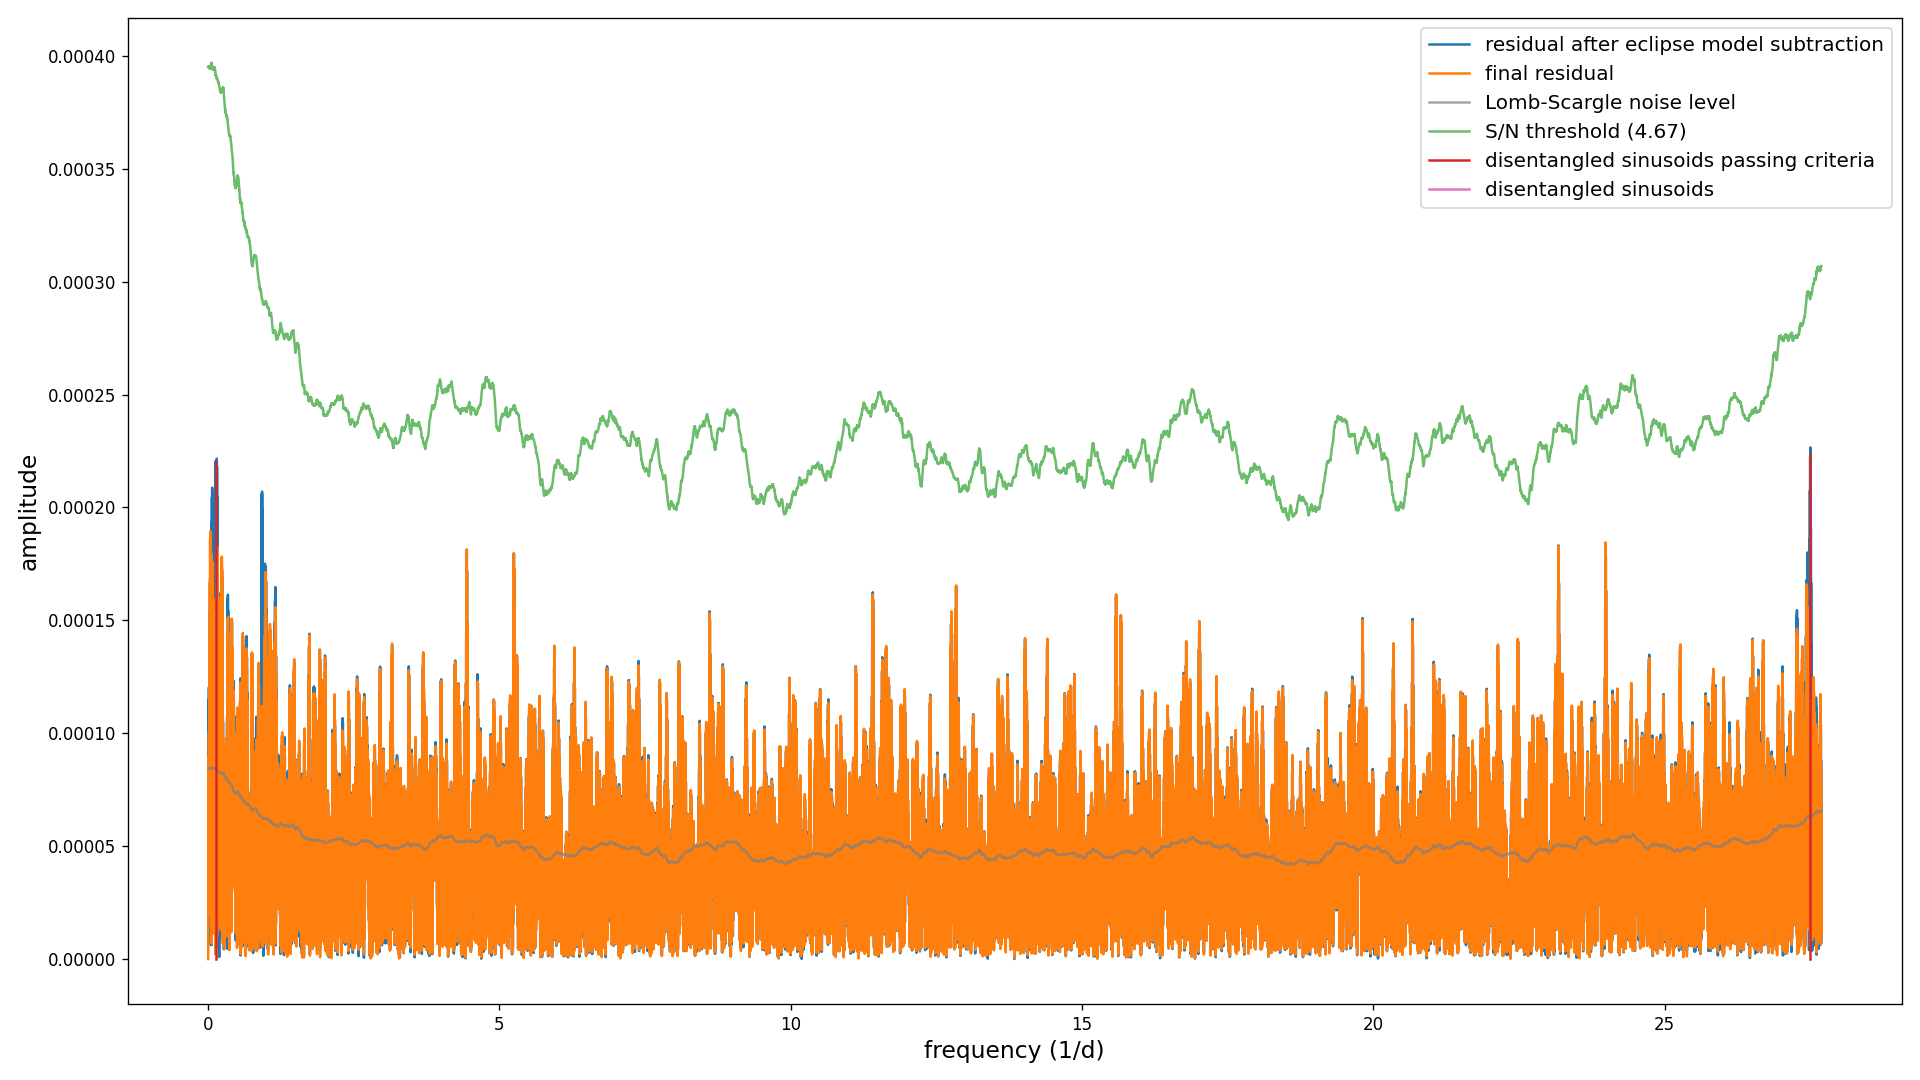 0.00040
0.00035
0.00030
0.00025
0.00020
0.00015
0.00010
0.00005
0.00000
amplitude
residual after eclipse model subtraction
final residual
Lomb-Scargle noise level
S/N threshold (4.67)
disentangled sinusoids passing criteria
disentangled sinusoids
0 5 10 15 20 25
frequency (1/d)